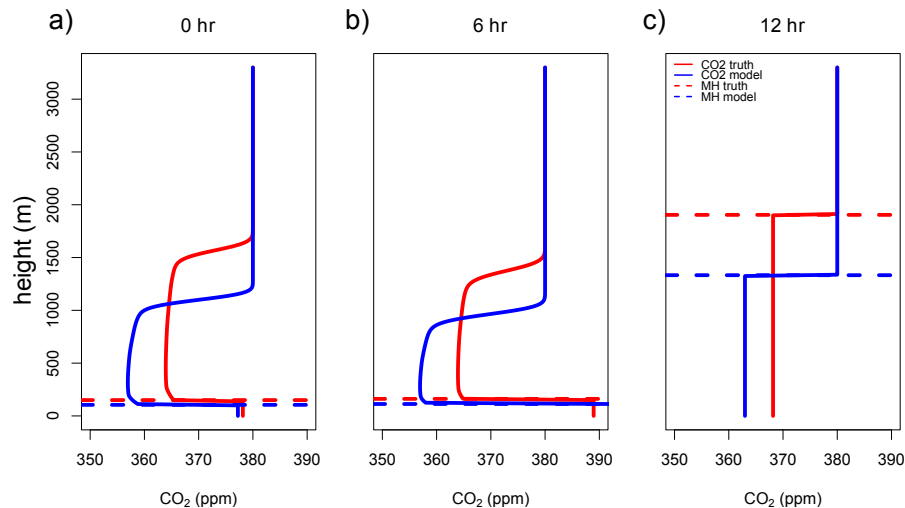 a) 0 hr
b) 6 hr
c) 12 hr
height (m)
3000
2500
2000
1500
1000
500
0
CO2 truth
CO2 model
MH truth
MH model
350 360 370 380 390
350 360 370 380 390
350 360 370 380 390
CO₂ (ppm)
CO₂ (ppm)
CO₂ (ppm)